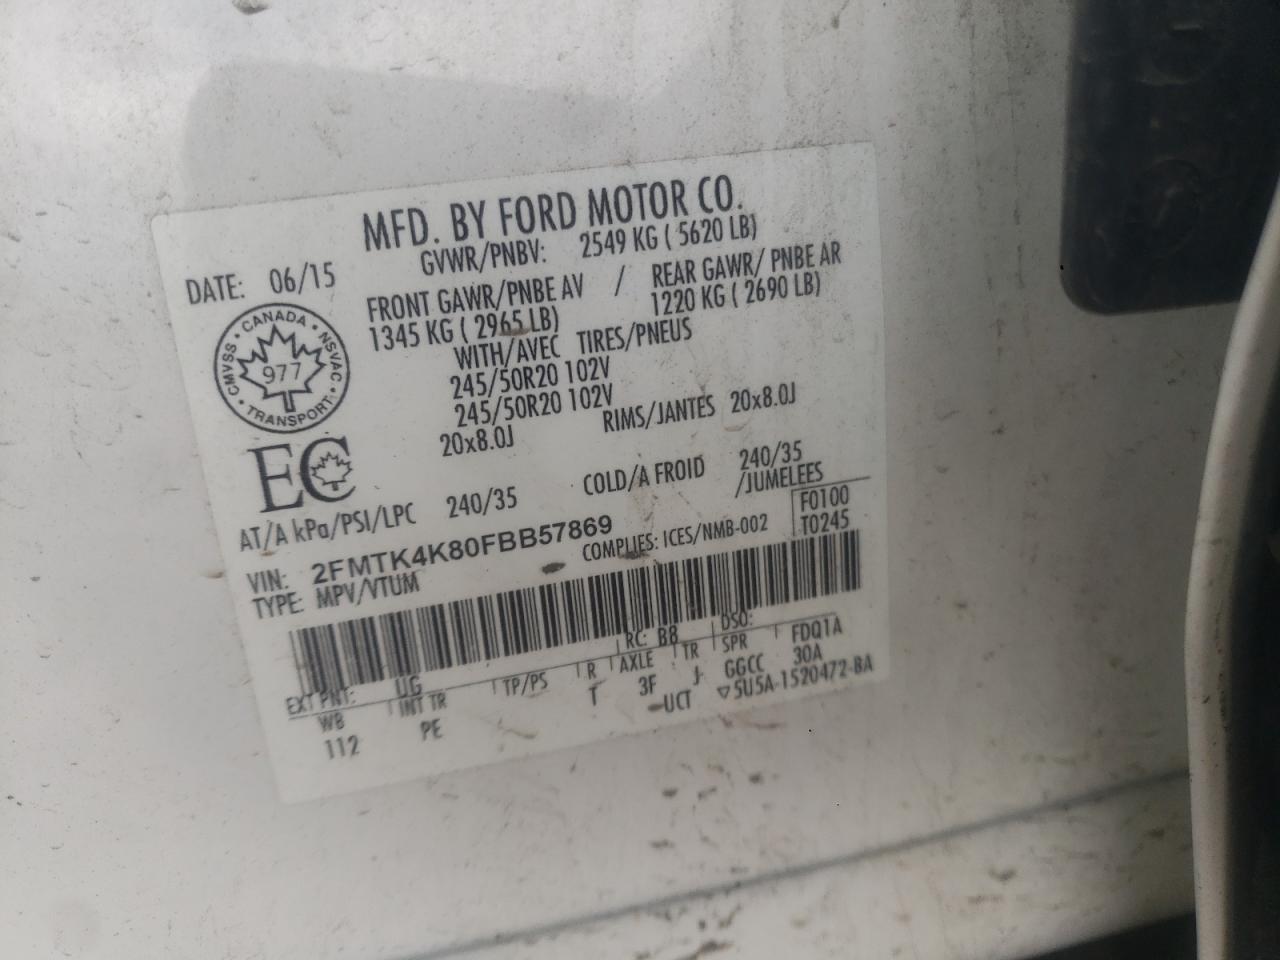 MFD. BY FORD MOTOR CO.
DATE: 06/15
GVWR/PNBV: 2549 KG ( 5620 LB)
FRONT GAWR/PNBE AV / REAR GAWR/ PNBE AR
1345 KG ( 2965 LB) 1220 KG ( 2690 LB)
WITH/AVEC TIRES/PNEUS
245/50R20 102V
245/50R20 102V
20x8.0J RIMS/JANTES 20x8.0J
CANADA
CMVSS 977 NSVAC
TRANSPORT
EC
AT/A kPa/PSI/LPC 240/35 COLD/A FROID 240/35
/JUMELEES
VIN: 2FMTK4K80FBB57869
COMPLIES: ICES/NMB-002
F0100
T0245
TYPE: MPV/VTUM
EXT PNT: UG RC: B8 DSO:
WB INT TR TP/PS R AXLE TR SPR FDQ1A
112 PE T 3F J GGCC 30A
UCT ▽5U5A-1520472-BA